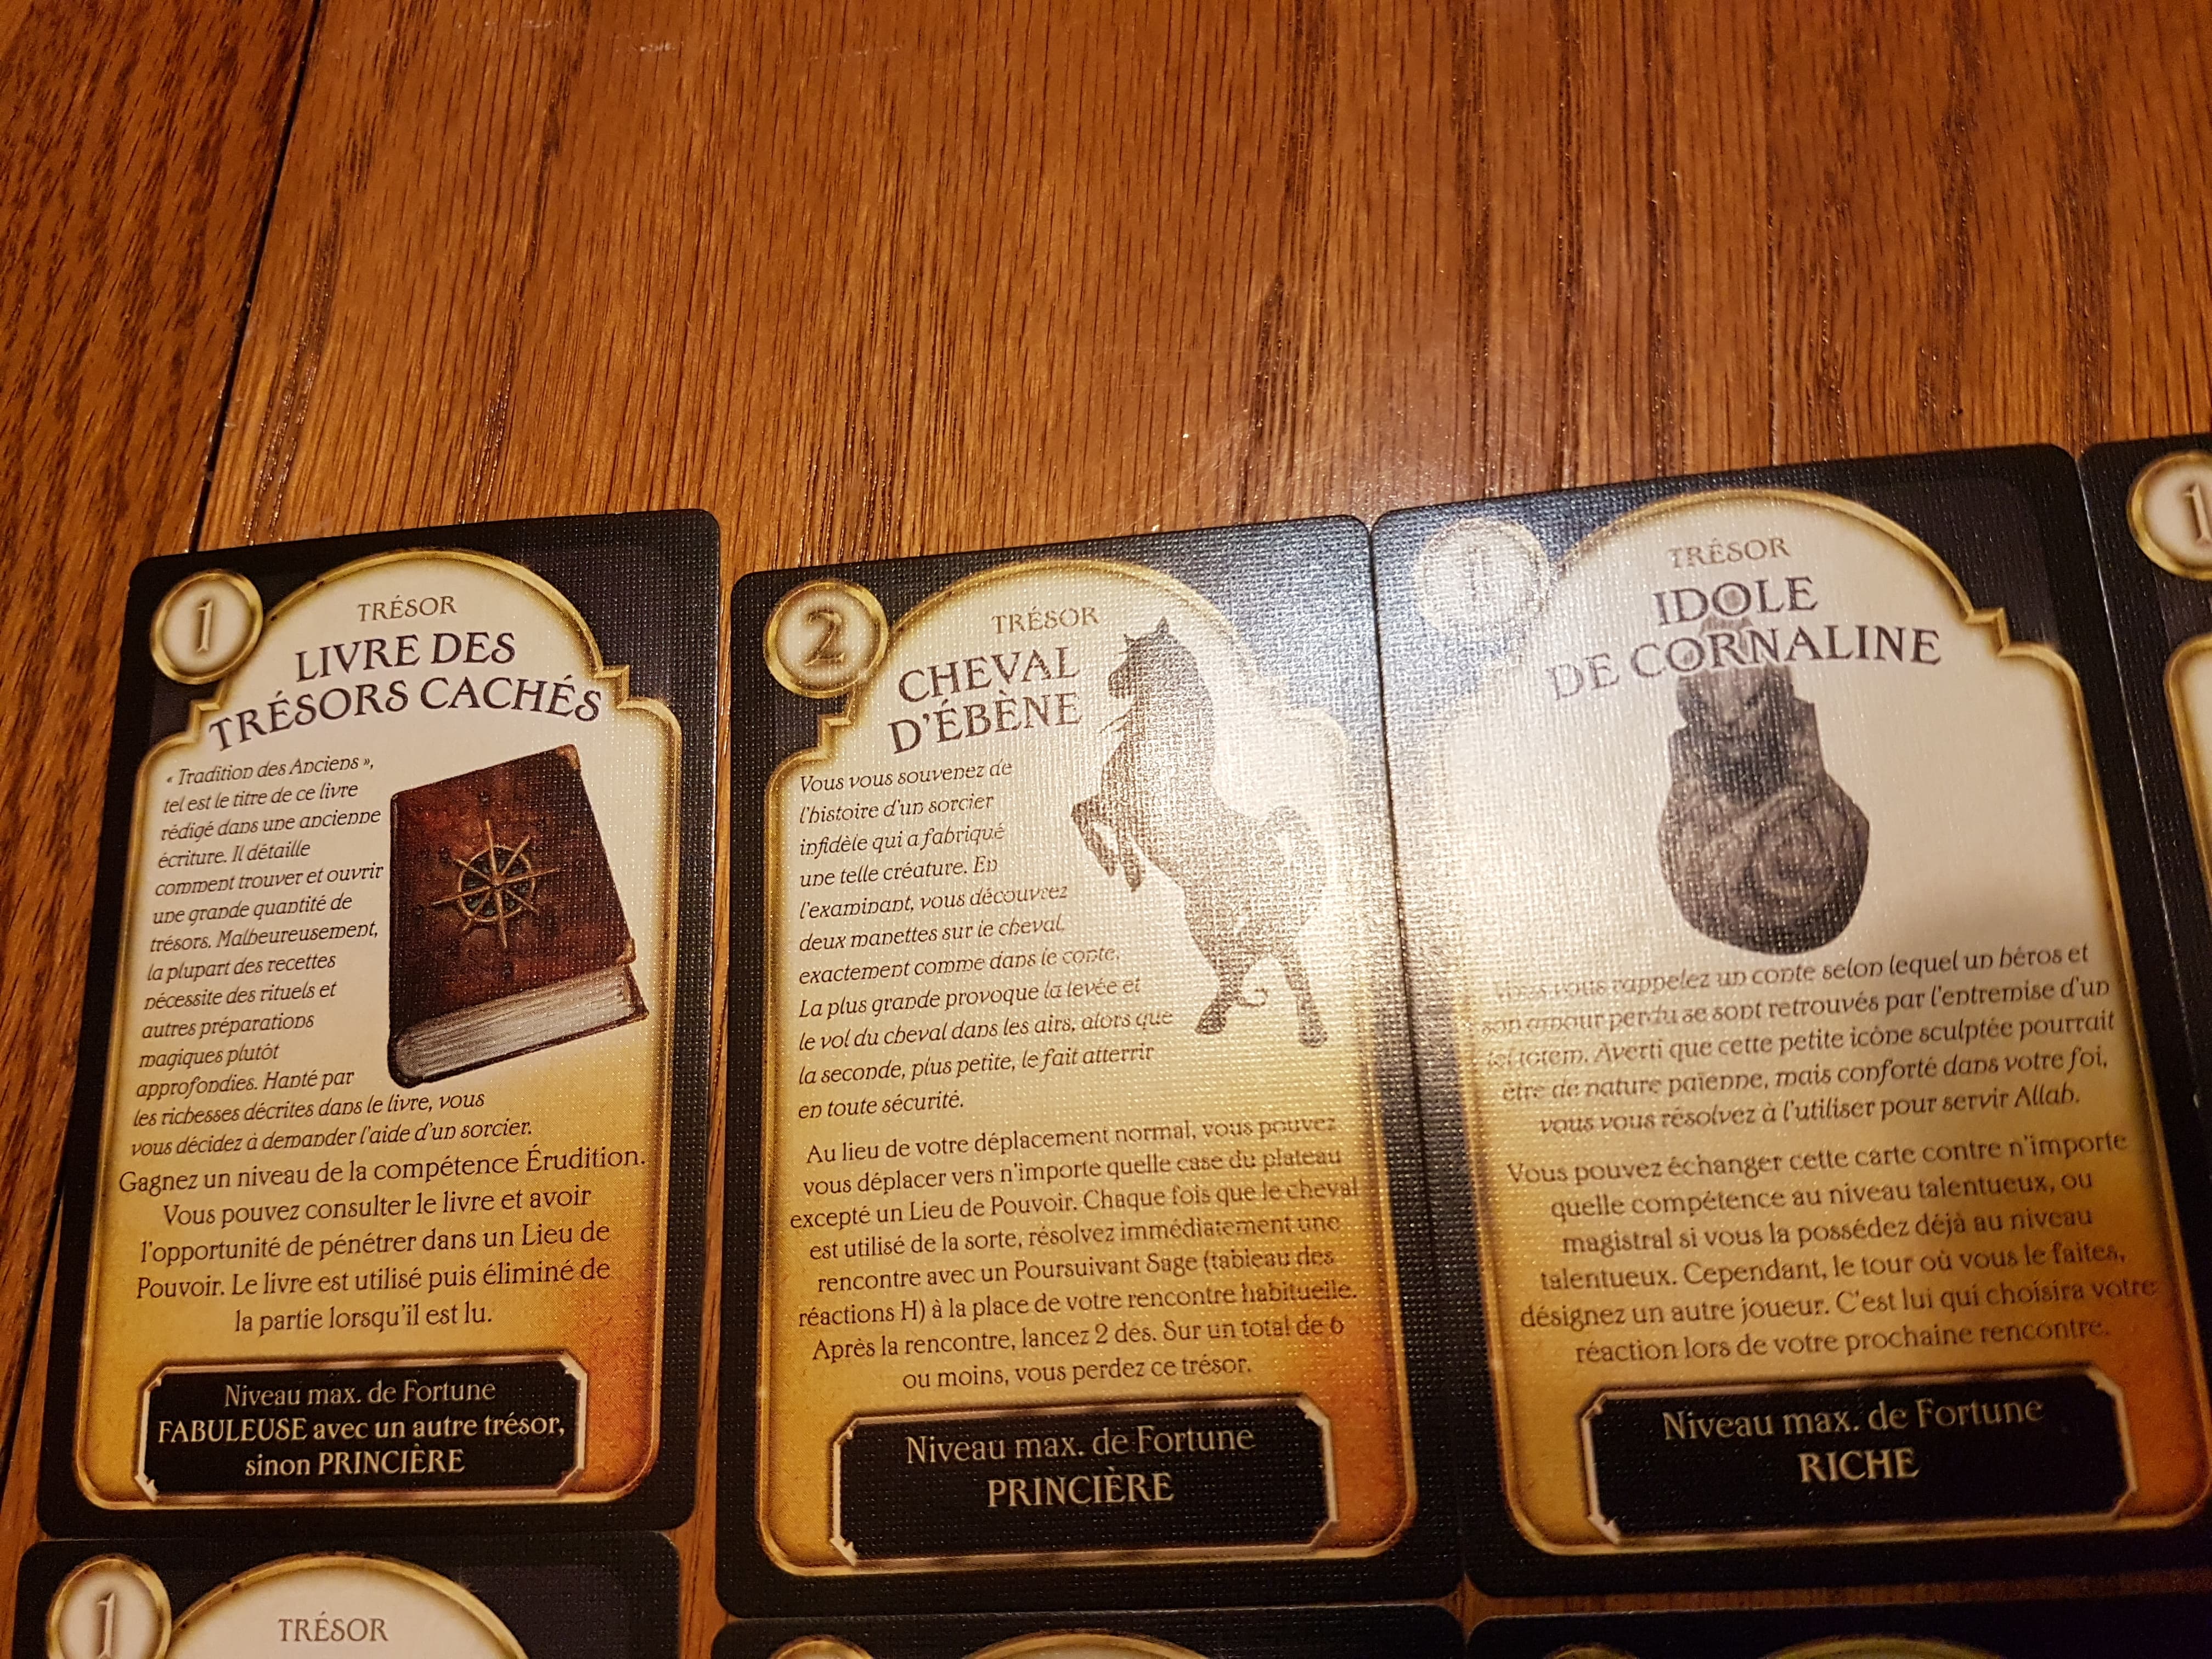 1
TRÉSOR
LIVRE DES
TRÉSORS CACHÉS
« Tradition des Anciens »,
tel est le titre de ce livre
rédigé dans une ancienne
écriture. Il détaille
comment trouver et ouvrir
une grande quantité de
trésors. Malheureusement,
la plupart des recettes
nécessite des rituels et
autres préparations
magiques plutôt
approfondies. Hanté par
les richesses décrites dans le livre, vous
vous décidez à demander l'aide d'un sorcier.
Gagnez un niveau de la compétence Érudition.
Vous pouvez consulter le livre et avoir
l'opportunité de pénétrer dans un Lieu de
Pouvoir. Le livre est utilisé puis éliminé de
la partie lorsqu'il est lu.
Niveau max. de Fortune
FABULEUSE avec un autre trésor,
sinon PRINCIÈRE
2
TRÉSOR
CHEVAL
D'ÉBÈNE
Vous vous souvenez de
l'histoire d'un sorcier
infidèle qui a fabriqué
une telle créature. En
l'examinant, vous découvrez
deux manettes sur le cheval,
exactement comme dans le conte.
La plus grande provoque la levée et
le vol du cheval dans les airs, alors que
la seconde, plus petite, le fait atterrir
en toute sécurité.
Au lieu de votre déplacement normal, vous pouvez
vous déplacer vers n'importe quelle case du plateau
excepté un Lieu de Pouvoir. Chaque fois que le cheval
est utilisé de la sorte, résolvez immédiatement une
rencontre avec un Poursuivant Sage (tableau des
réactions H) à la place de votre rencontre habituelle.
Après la rencontre, lancez 2 dés. Sur un total de 6
ou moins, vous perdez ce trésor.
Niveau max. de Fortune
PRINCIÈRE
1
TRÉSOR
IDOLE
DE CORNALINE
Vous vous rappelez un conte selon lequel un héros et
son amour perdu se sont retrouvés par l'entremise d'un
tel totem. Averti que cette petite icône sculptée pourrait
être de nature païenne, mais conforté dans votre foi,
vous vous résolvez à l'utiliser pour servir Allah.
Vous pouvez échanger cette carte contre n'importe
quelle compétence au niveau talentueux, ou
magistral si vous la possédez déjà au niveau
talentueux. Cependant, le tour où vous le faites,
désignez un autre joueur. C'est lui qui choisira votre
réaction lors de votre prochaine rencontre.
Niveau max. de Fortune
RICHE
1
1
TRÉSOR